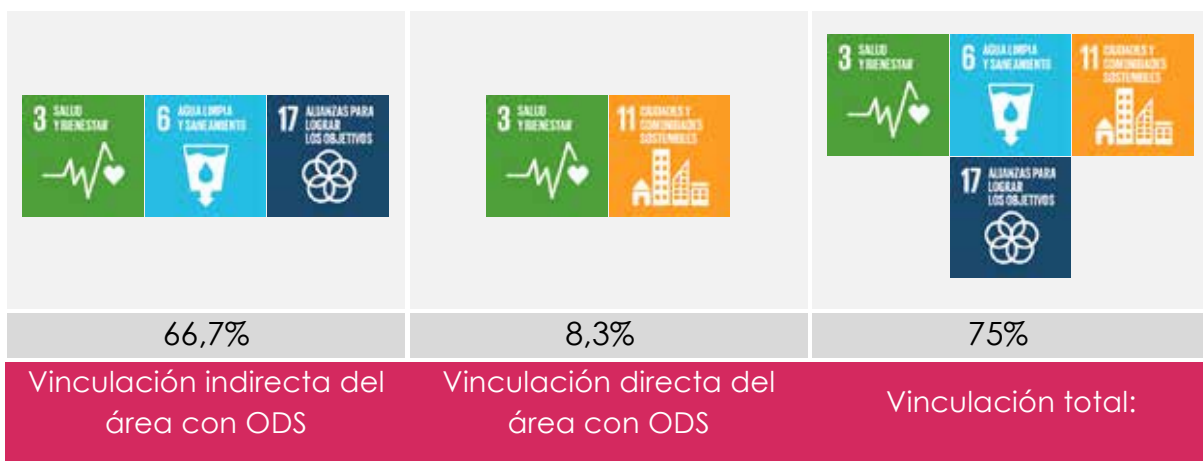 3 SALUD
Y BIENESTAR
6 AGUA LIMPIA
Y SANEAMIENTO
17 ALIANZAS PARA
LOGRAR
LOS OBJETIVOS
3 SALUD
Y BIENESTAR
11 CIUDADES Y
COMUNIDADES
SOSTENIBLES
3 SALUD
Y BIENESTAR
6 AGUA LIMPIA
Y SANEAMIENTO
11 CIUDADES Y
COMUNIDADES
SOSTENIBLES
17 ALIANZAS PARA
LOGRAR
LOS OBJETIVOS
66,7%
8,3%
75%
Vinculación indirecta del
área con ODS
Vinculación directa del
área con ODS
Vinculación total: